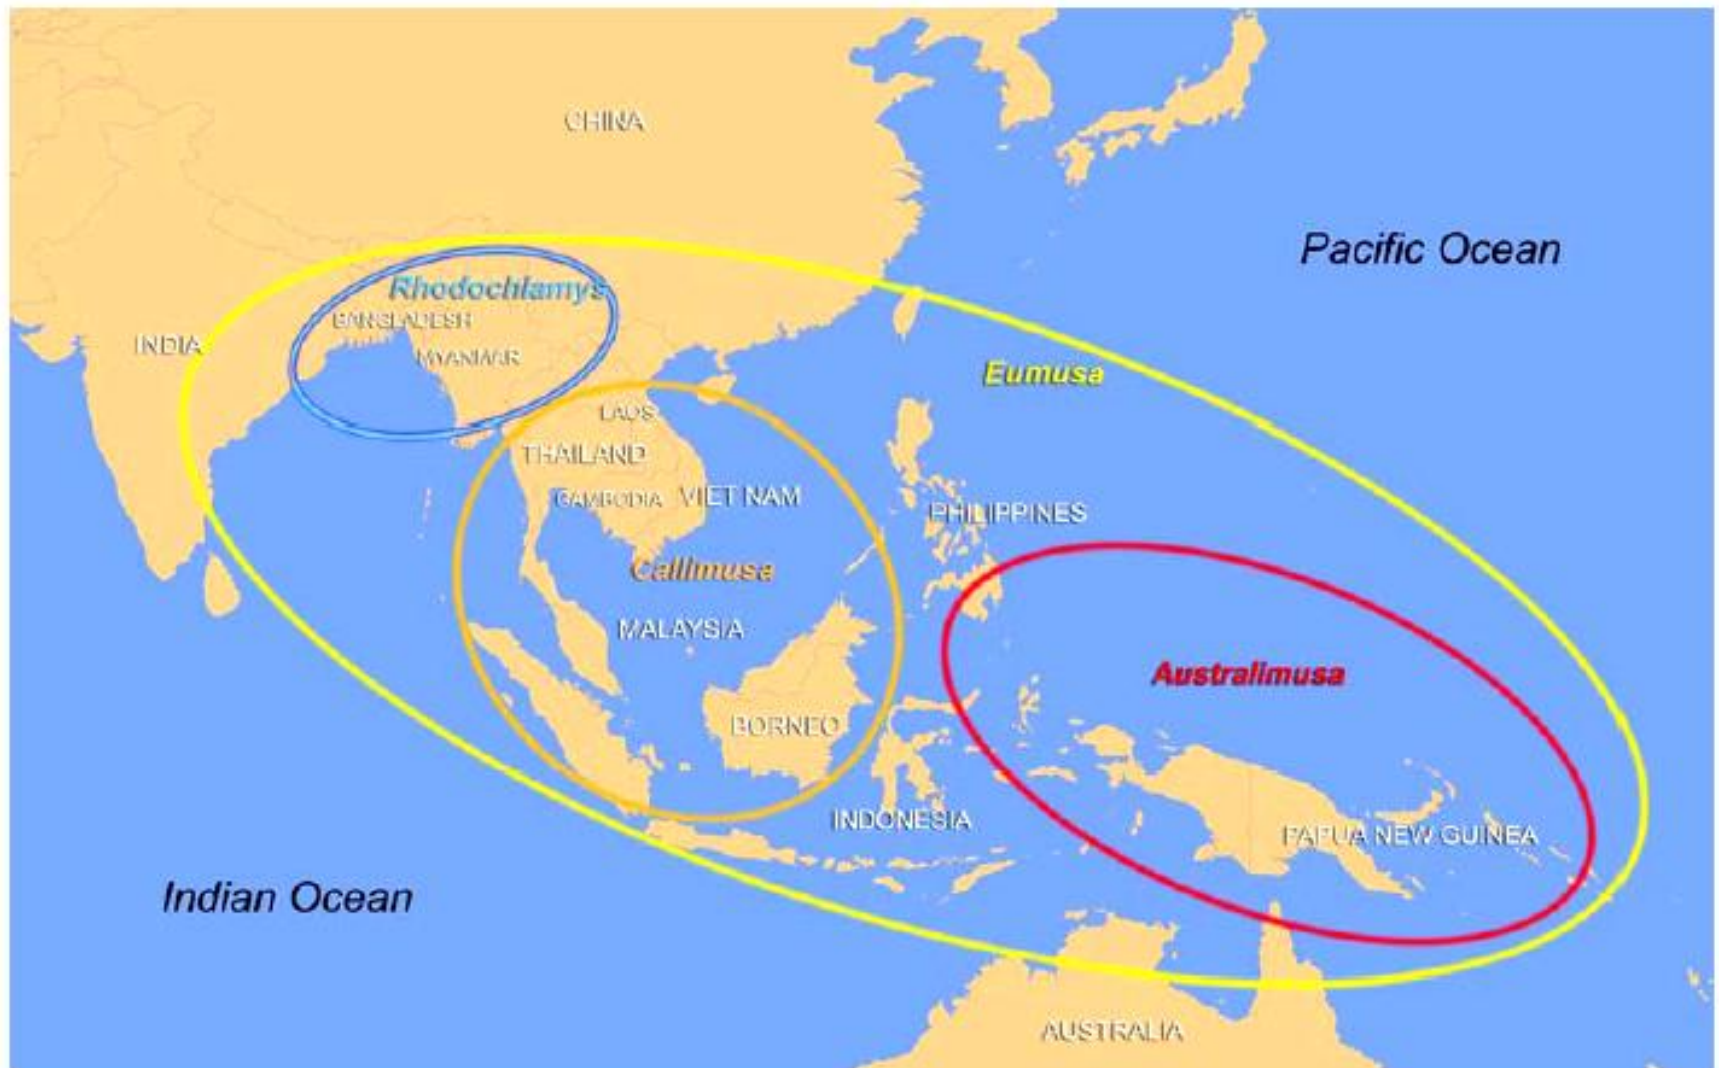 CHINA
Pacific Ocean
Rhodochlamys
BANGLADESH
INDIA
MYANMAR
Eumusa
LAOS
THAILAND
CAMBODIA
VIET NAM
PHILIPPINES
Callimusa
MALAYSIA
Australimusa
BORNEO
INDONESIA
PAPUA NEW GUINEA
Indian Ocean
AUSTRALIA